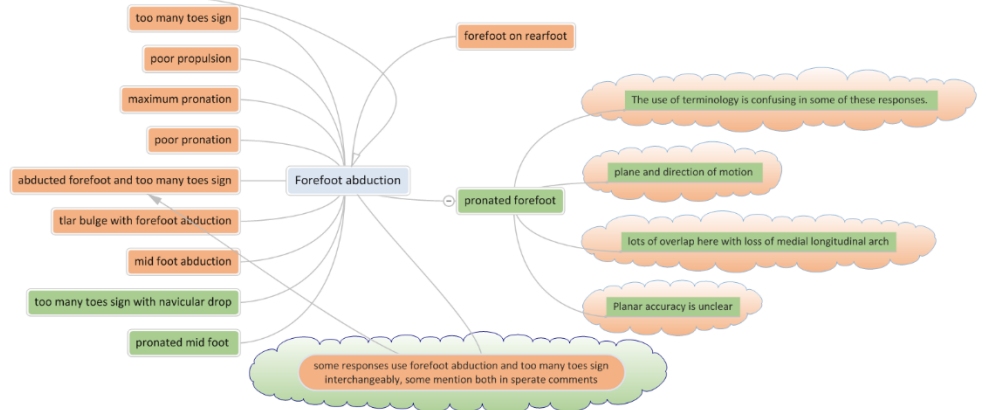 too many toes sign
poor propulsion
maximum pronation
poor pronation
abducted forefoot and too many toes sign
tlar bulge with forefoot abduction
mid foot abduction
too many toes sign with navicular drop
pronated mid foot
Forefoot abduction
forefoot on rearfoot
pronated forefoot
The use of terminology is confusing in some of these responses.
plane and direction of motion
lots of overlap here with loss of medial longitudinal arch
Planar accuracy is unclear
some responses use forefoot abduction and too many toes sign
interchangeably, some mention both in sperate comments